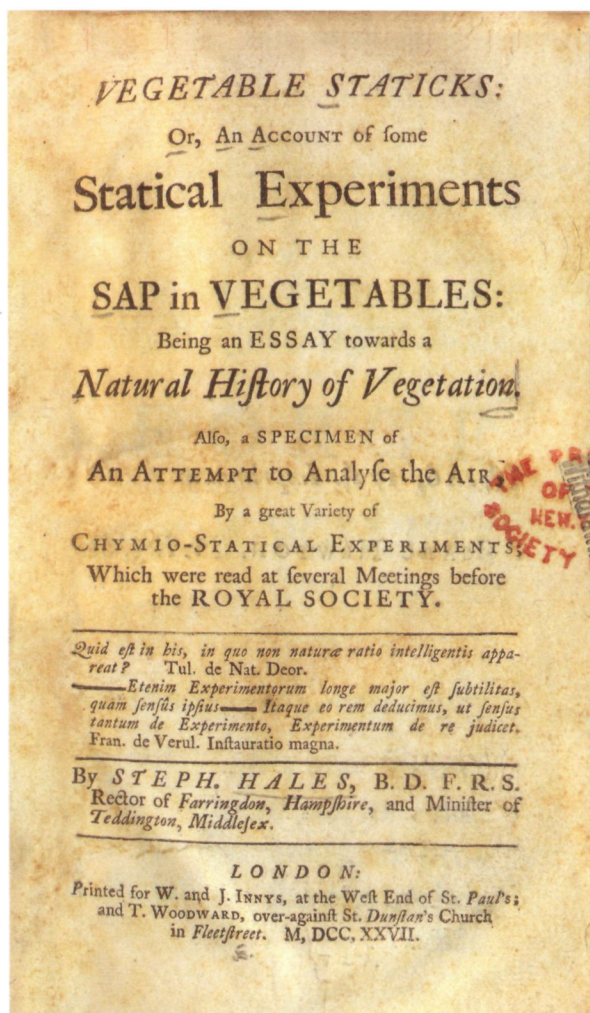 VEGETABLE STATICKS:
Or, An ACCOUNT of ſome
Statical Experiments
ON THE
SAP in VEGETABLES:
Being an ESSAY towards a
Natural Hiſtory of Vegetation.
Alſo, a SPECIMEN of
An ATTEMPT to Analyſe the AIR,
By a great Variety of
CHYMIO-STATICAL EXPERIMENTS;
Which were read at ſeveral Meetings before
the ROYAL SOCIETY.
Quid eſt in his, in quo non naturæ ratio intelligentis appa-
reat? Tul. de Nat. Deor.
——Etenim Experimentorum longe major eſt ſubtilitas,
quam ſenſûs ipſius—— Itaque eo rem deducimus, ut ſenſus
tantum de Experimento, Experimentum de re judicet.
Fran. de Verul. Inſtauratio magna.
By STEPH. HALES, B. D. F. R. S.
Rector of Farringdon, Hampſhire, and Miniſter of
Teddington, Middleſex.
LONDON:
Printed for W. and J. INNYS, at the Weſt End of St. Paul's;
and T. WOODWARD, over-againſt St. Dunſtan's Church
in Fleetſtreet. M, DCC, XXVII.
THE
OF
SOCIETY